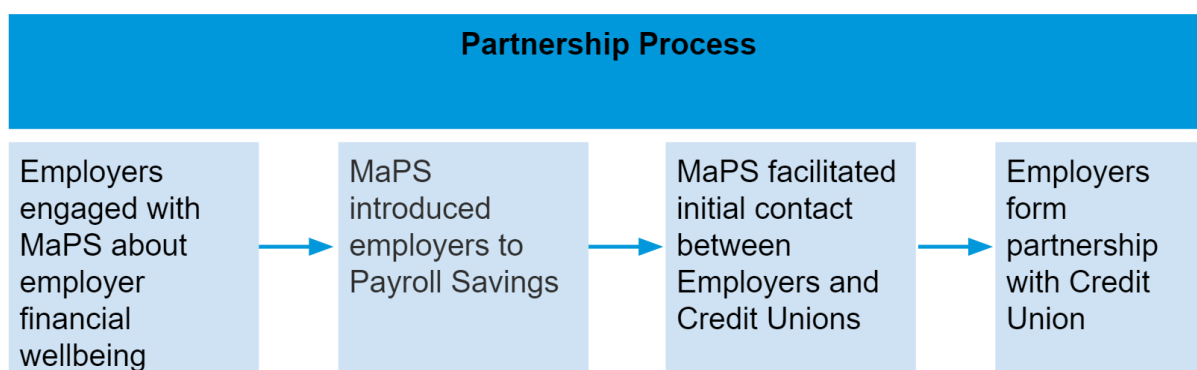 Partnership Process
Employers
engaged with
MaPS about
employer
financial
wellbeing
MaPS
introduced
employers to
Payroll Savings
MaPS facilitated
initial contact
between
Employers and
Credit Unions
Employers
form
partnership
with Credit
Union